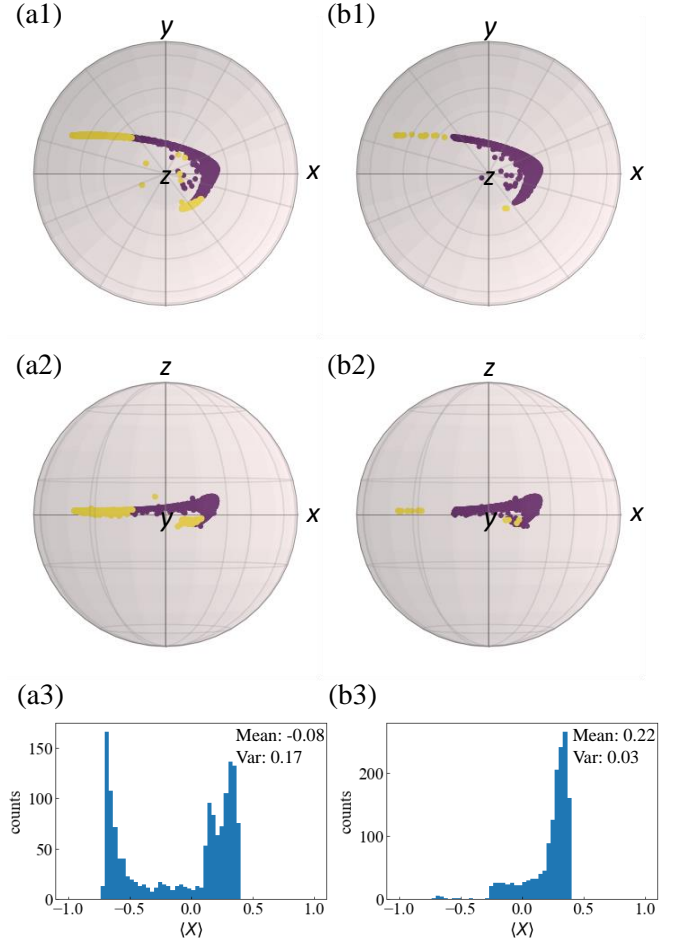 (a1) (b1)
y y
x x
z z
(a2) (b2)
z z
x x
y y
(a3) (b3)
Mean: -0.08
Var: 0.17
Mean: 0.22
Var: 0.03
counts
150
100
50
0
−1.0 −0.5 0.0 0.5 1.0
⟨X⟩
counts
200
100
0
−1.0 −0.5 0.0 0.5 1.0
⟨X⟩